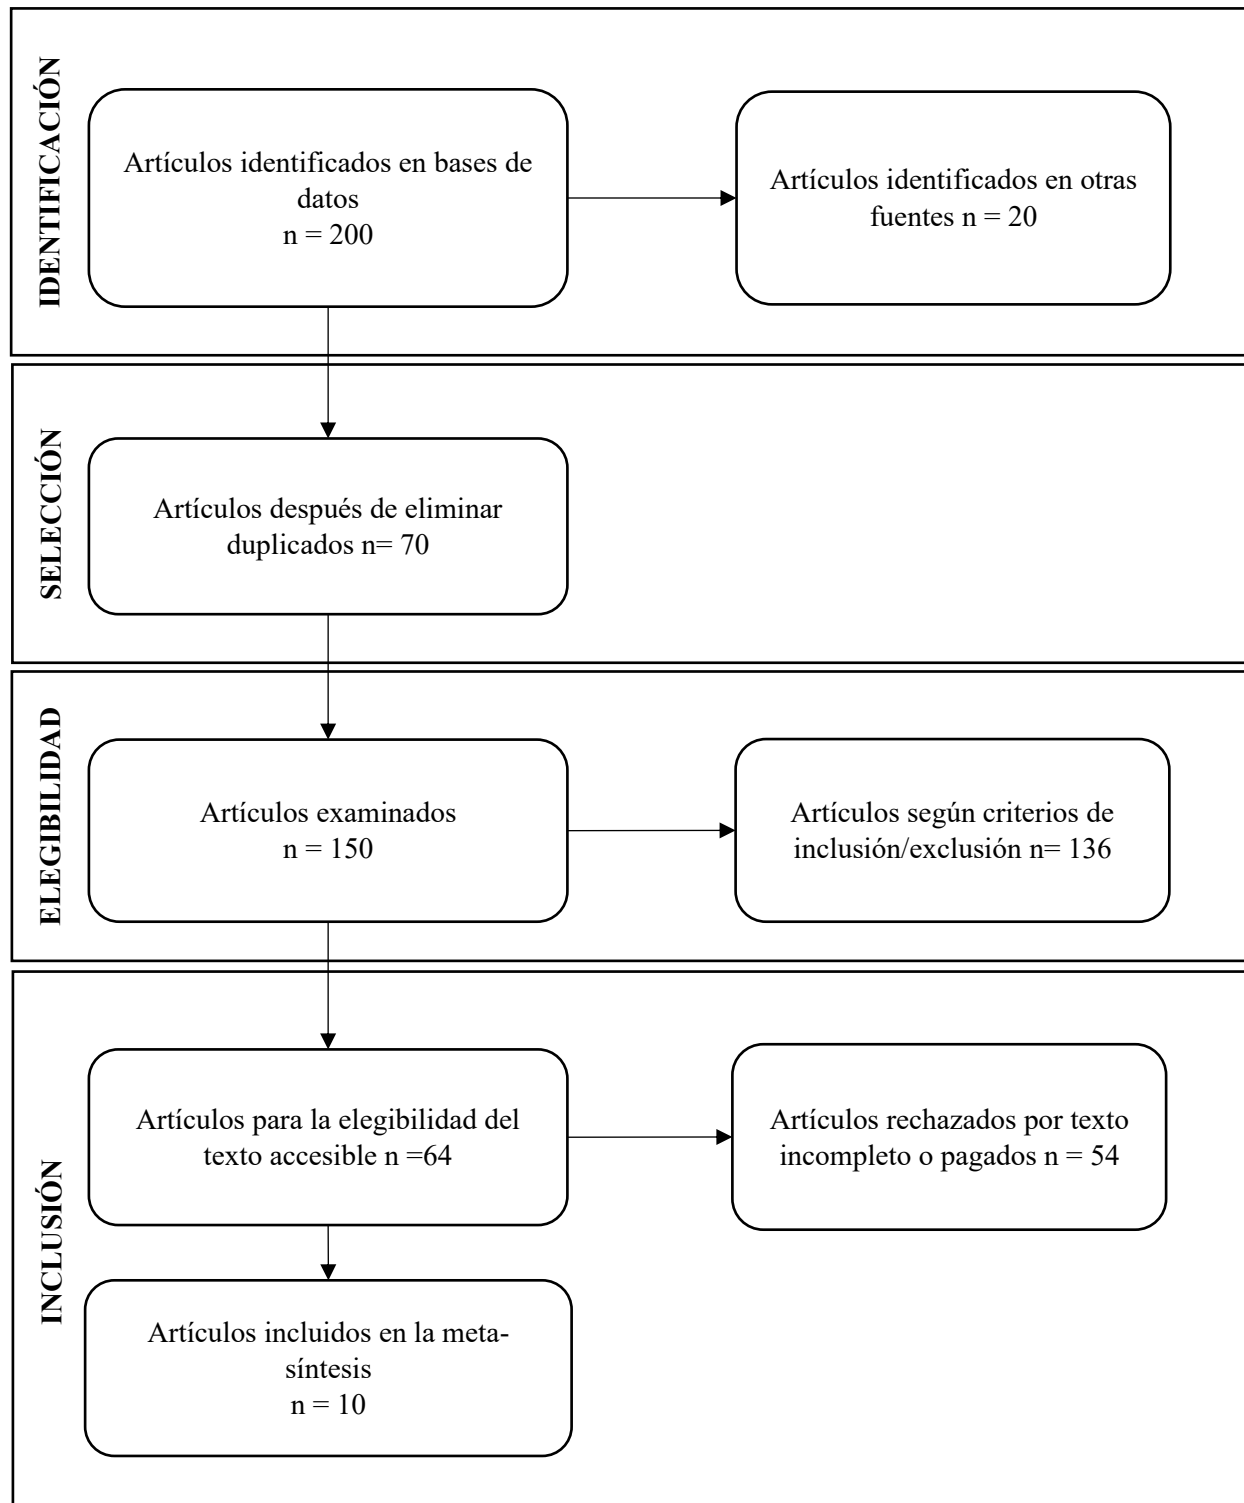 IDENTIFICACIÓN
Artículos identificados en bases de
datos
n = 200
Artículos identificados en otras
fuentes n = 20
SELECCIÓN
Artículos después de eliminar
duplicados n= 70
ELEGIBILIDAD
Artículos examinados
n = 150
Artículos según criterios de
inclusión/exclusión n= 136
INCLUSIÓN
Artículos para la elegibilidad del
texto accesible n =64
Artículos rechazados por texto
incompleto o pagados n = 54
Artículos incluidos en la meta-
síntesis
n = 10